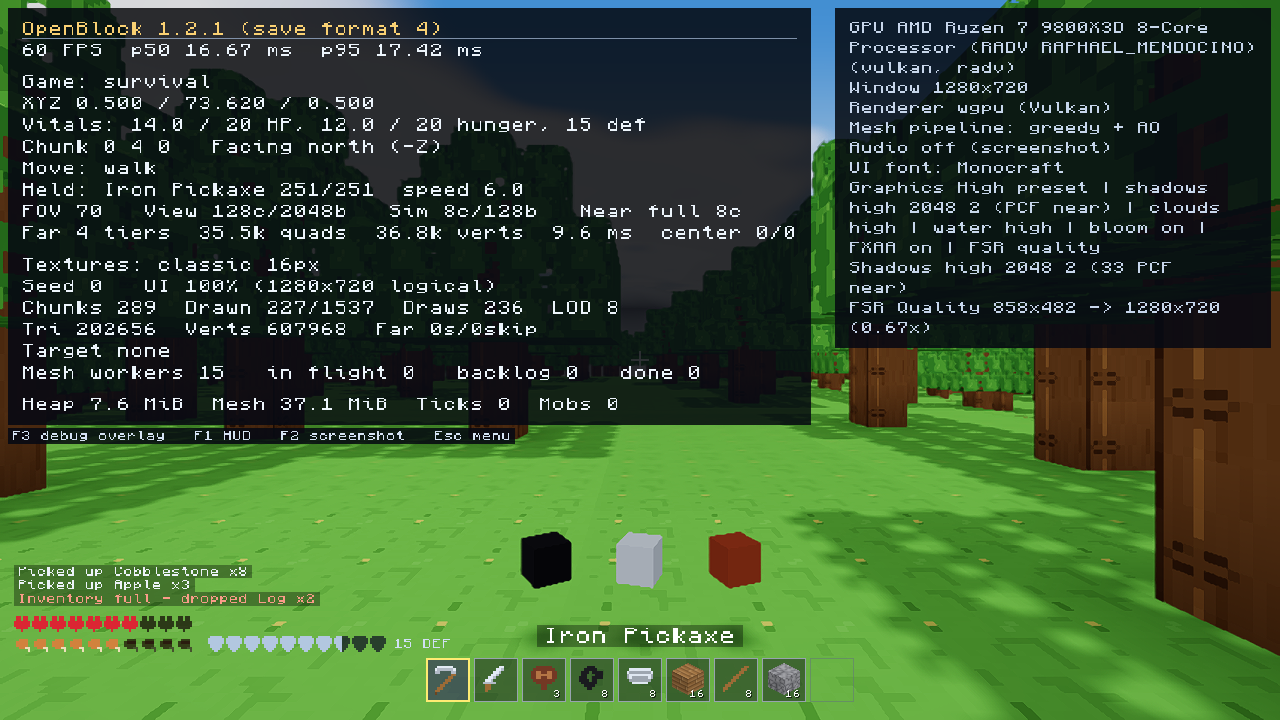 OpenBlock 1.2.1 (save format 4)
60 FPS  p50 16.67 ms  p95 17.42 ms
Game: survival
XYZ 0.500 / 73.620 / 0.500
Vitals: 14.0 / 20 HP, 12.0 / 20 hunger, 15 def
Chunk 0 4 0   Facing north (-Z)
Move: walk
Held: Iron Pickaxe 251/251  speed 6.0
FOV 70   View 128c/2048b   Sim 8c/128b   Near full 8c
Far 4 tiers  35.5k quads  36.8k verts  9.6 ms  center 0/0
Textures: classic 16px
Seed 0   UI 100% (1280x720 logical)
Chunks 289  Drawn 227/1537  Draws 236  LOD 8
Tri 202656  Verts 607968  Far 0s/0skip
Target none
Mesh workers 15   in flight 0   backlog 0   done 0
Heap 7.6 MiB  Mesh 37.1 MiB  Ticks 0  Mobs 0
F3 debug overlay   F1 HUD   F2 screenshot   Esc menu
GPU AMD Ryzen 7 9800X3D 8-Core
Processor (RADV RAPHAEL_MENDOCINO)
(vulkan, radv)
Window 1280x720
Renderer wgpu (Vulkan)
Mesh pipeline: greedy + AO
Audio off (screenshot)
UI font: Monocraft
Graphics High preset | shadows
high 2048 2 (PCF near) | clouds
high | water high | bloom on |
FXAA on | FSR quality
Shadows high 2048 2 (33 PCF
near)
FSR Quality 858x482 -> 1280x720
(0.67x)
Picked up Cobblestone x8
Picked up Apple x3
Inventory full - dropped Log x2
15 DEF
Iron Pickaxe
3 8 8 16 8 16